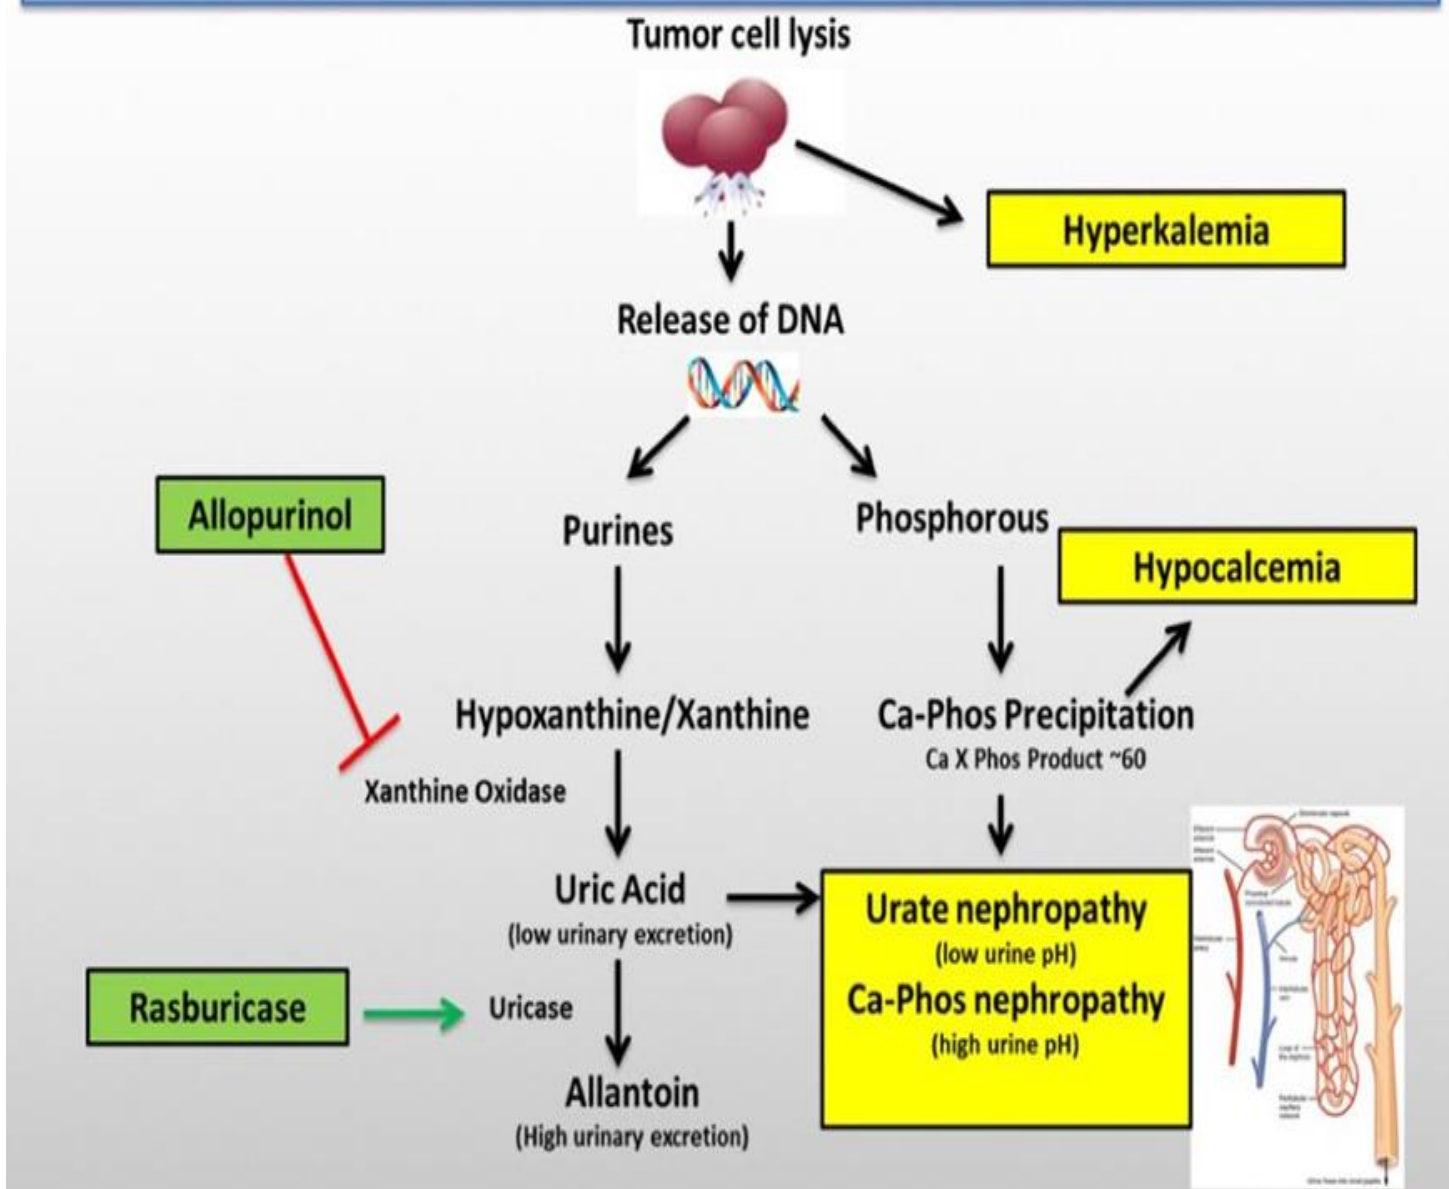 Tumor cell lysis
Hyperkalemia
Release of DNA
Allopurinol
Purines
Phosphorous
Hypocalcemia
Hypoxanthine/Xanthine
Ca-Phos Precipitation
Ca X Phos Product ~60
Xanthine Oxidase
Uric Acid
(low urinary excretion)
Urate nephropathy
(low urine pH)
Ca-Phos nephropathy
(high urine pH)
Rasburicase
Uricase
Allantoin
(High urinary excretion)